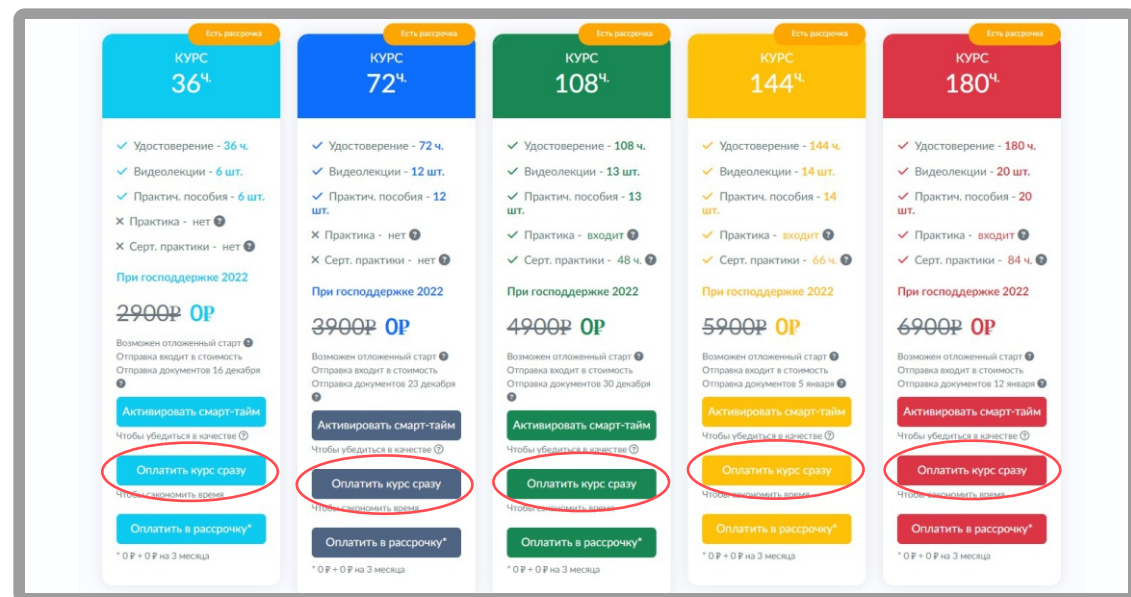 Есть рассрочка
КУРС
36ч.
✓ Удостоверение - 36 ч.
✓ Видеолекции - 6 шт.
✓ Практич. пособия - 6 шт.
✕ Практика - нет ?
✕ Серт. практики - нет ?
При господдержке 2022
2900₽ 0₽
Возможен отложенный старт ?
Отправка входит в стоимость
Отправка документов 16 декабря
?
Активировать смарт-тайм
Чтобы убедиться в качестве ?
Оплатить курс сразу
Чтобы сэкономить время
Оплатить в рассрочку*
* 0 ₽ + 0 ₽ на 3 месяца
Есть рассрочка
КУРС
72ч.
✓ Удостоверение - 72 ч.
✓ Видеолекции - 12 шт.
✓ Практич. пособия - 12
шт.
✕ Практика - нет ?
✕ Серт. практики - нет ?
При господдержке 2022
3900₽ 0₽
Возможен отложенный старт ?
Отправка входит в стоимость
Отправка документов 23 декабря
?
Активировать смарт-тайм
Чтобы убедиться в качестве ?
Оплатить курс сразу
Чтобы сэкономить время
Оплатить в рассрочку*
* 0 ₽ + 0 ₽ на 3 месяца
Есть рассрочка
КУРС
108ч.
✓ Удостоверение - 108 ч.
✓ Видеолекции - 13 шт.
✓ Практич. пособия - 13
шт.
✓ Практика - входит ?
✓ Серт. практики - 48 ч. ?
При господдержке 2022
4900₽ 0₽
Возможен отложенный старт ?
Отправка входит в стоимость
Отправка документов 30 декабря
?
Активировать смарт-тайм
Чтобы убедиться в качестве ?
Оплатить курс сразу
Чтобы сэкономить время
Оплатить в рассрочку*
* 0 ₽ + 0 ₽ на 3 месяца
Есть рассрочка
КУРС
144ч.
✓ Удостоверение - 144 ч.
✓ Видеолекции - 14 шт.
✓ Практич. пособия - 14
шт.
✓ Практика - входит ?
✓ Серт. практики - 66 ч. ?
При господдержке 2022
5900₽ 0₽
Возможен отложенный старт ?
Отправка входит в стоимость
Отправка документов 5 января ?
Активировать смарт-тайм
Чтобы убедиться в качестве ?
Оплатить курс сразу
Чтобы сэкономить время
Оплатить в рассрочку*
* 0 ₽ + 0 ₽ на 3 месяца
Есть рассрочка
КУРС
180ч.
✓ Удостоверение - 180 ч.
✓ Видеолекции - 20 шт.
✓ Практич. пособия - 20
шт.
✓ Практика - входит ?
✓ Серт. практики - 84 ч. ?
При господдержке 2022
6900₽ 0₽
Возможен отложенный старт ?
Отправка входит в стоимость
Отправка документов 12 января ?
Активировать смарт-тайм
Чтобы убедиться в качестве ?
Оплатить курс сразу
Чтобы сэкономить время
Оплатить в рассрочку*
* 0 ₽ + 0 ₽ на 3 месяца